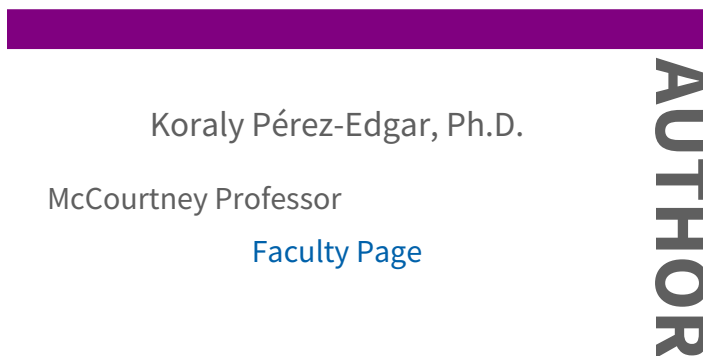 Koraly Pérez-Edgar, Ph.D.
McCourtney Professor
Faculty Page
AUTHOR